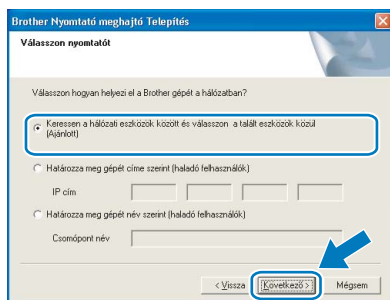 Brother Nyomtató meghajtó Telepítés
Válasszon nyomtatót
Válasszon hogyan helyezi el a Brother gépét a hálózatban?
Keressen a hálózati eszközök között és válasszon a talált eszközök közül
(Ajánlott)
Határozza meg gépét címe szerint (haladó felhasználók)
IP cím
Határozza meg gépét név szerint (haladó felhasználók)
Csomópont név
< Vissza Következő > Mégsem